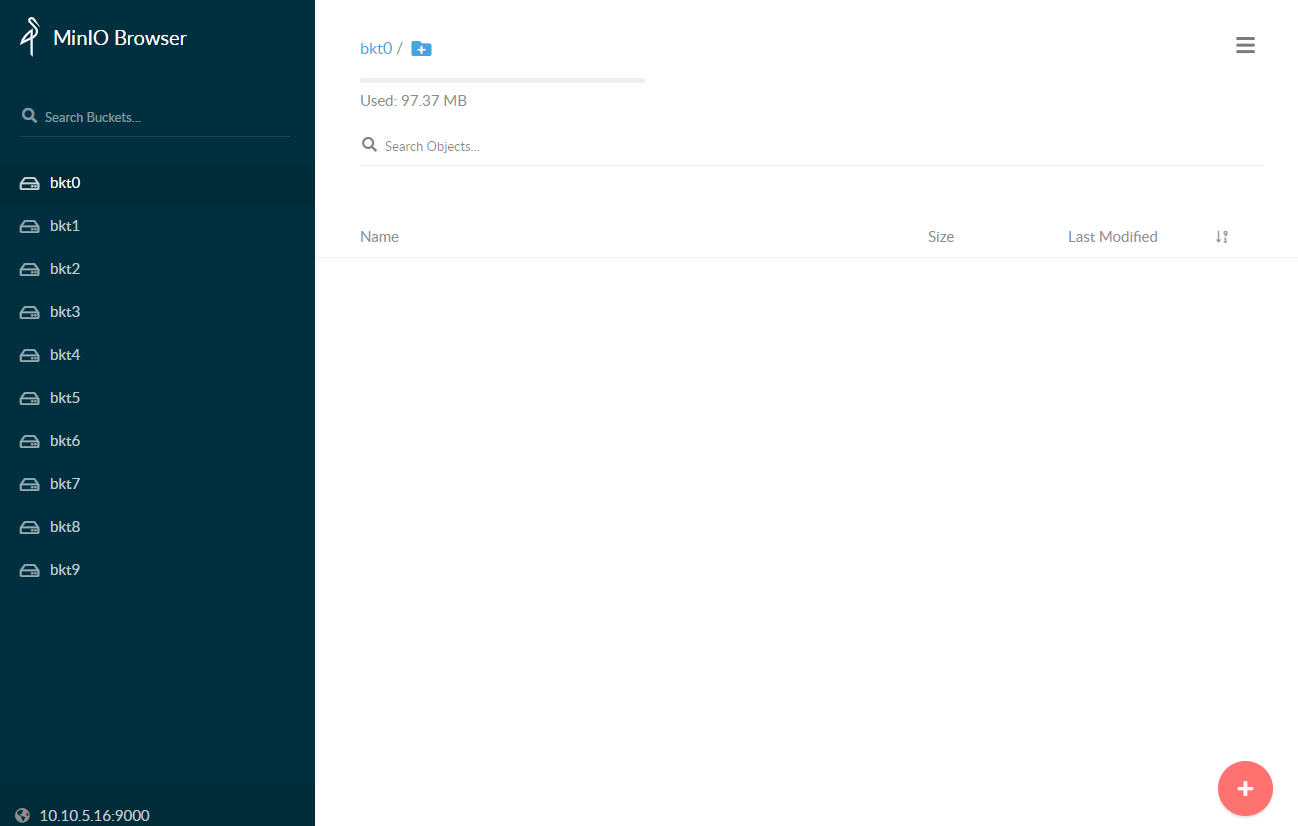 MinIO Browser
Search Buckets...
bkt0
bkt1
bkt2
bkt3
bkt4
bkt5
bkt6
bkt7
bkt8
bkt9
10.10.5.16:9000
bkt0 /
Used: 97.37 MB
Search Objects...
Name Size Last Modified